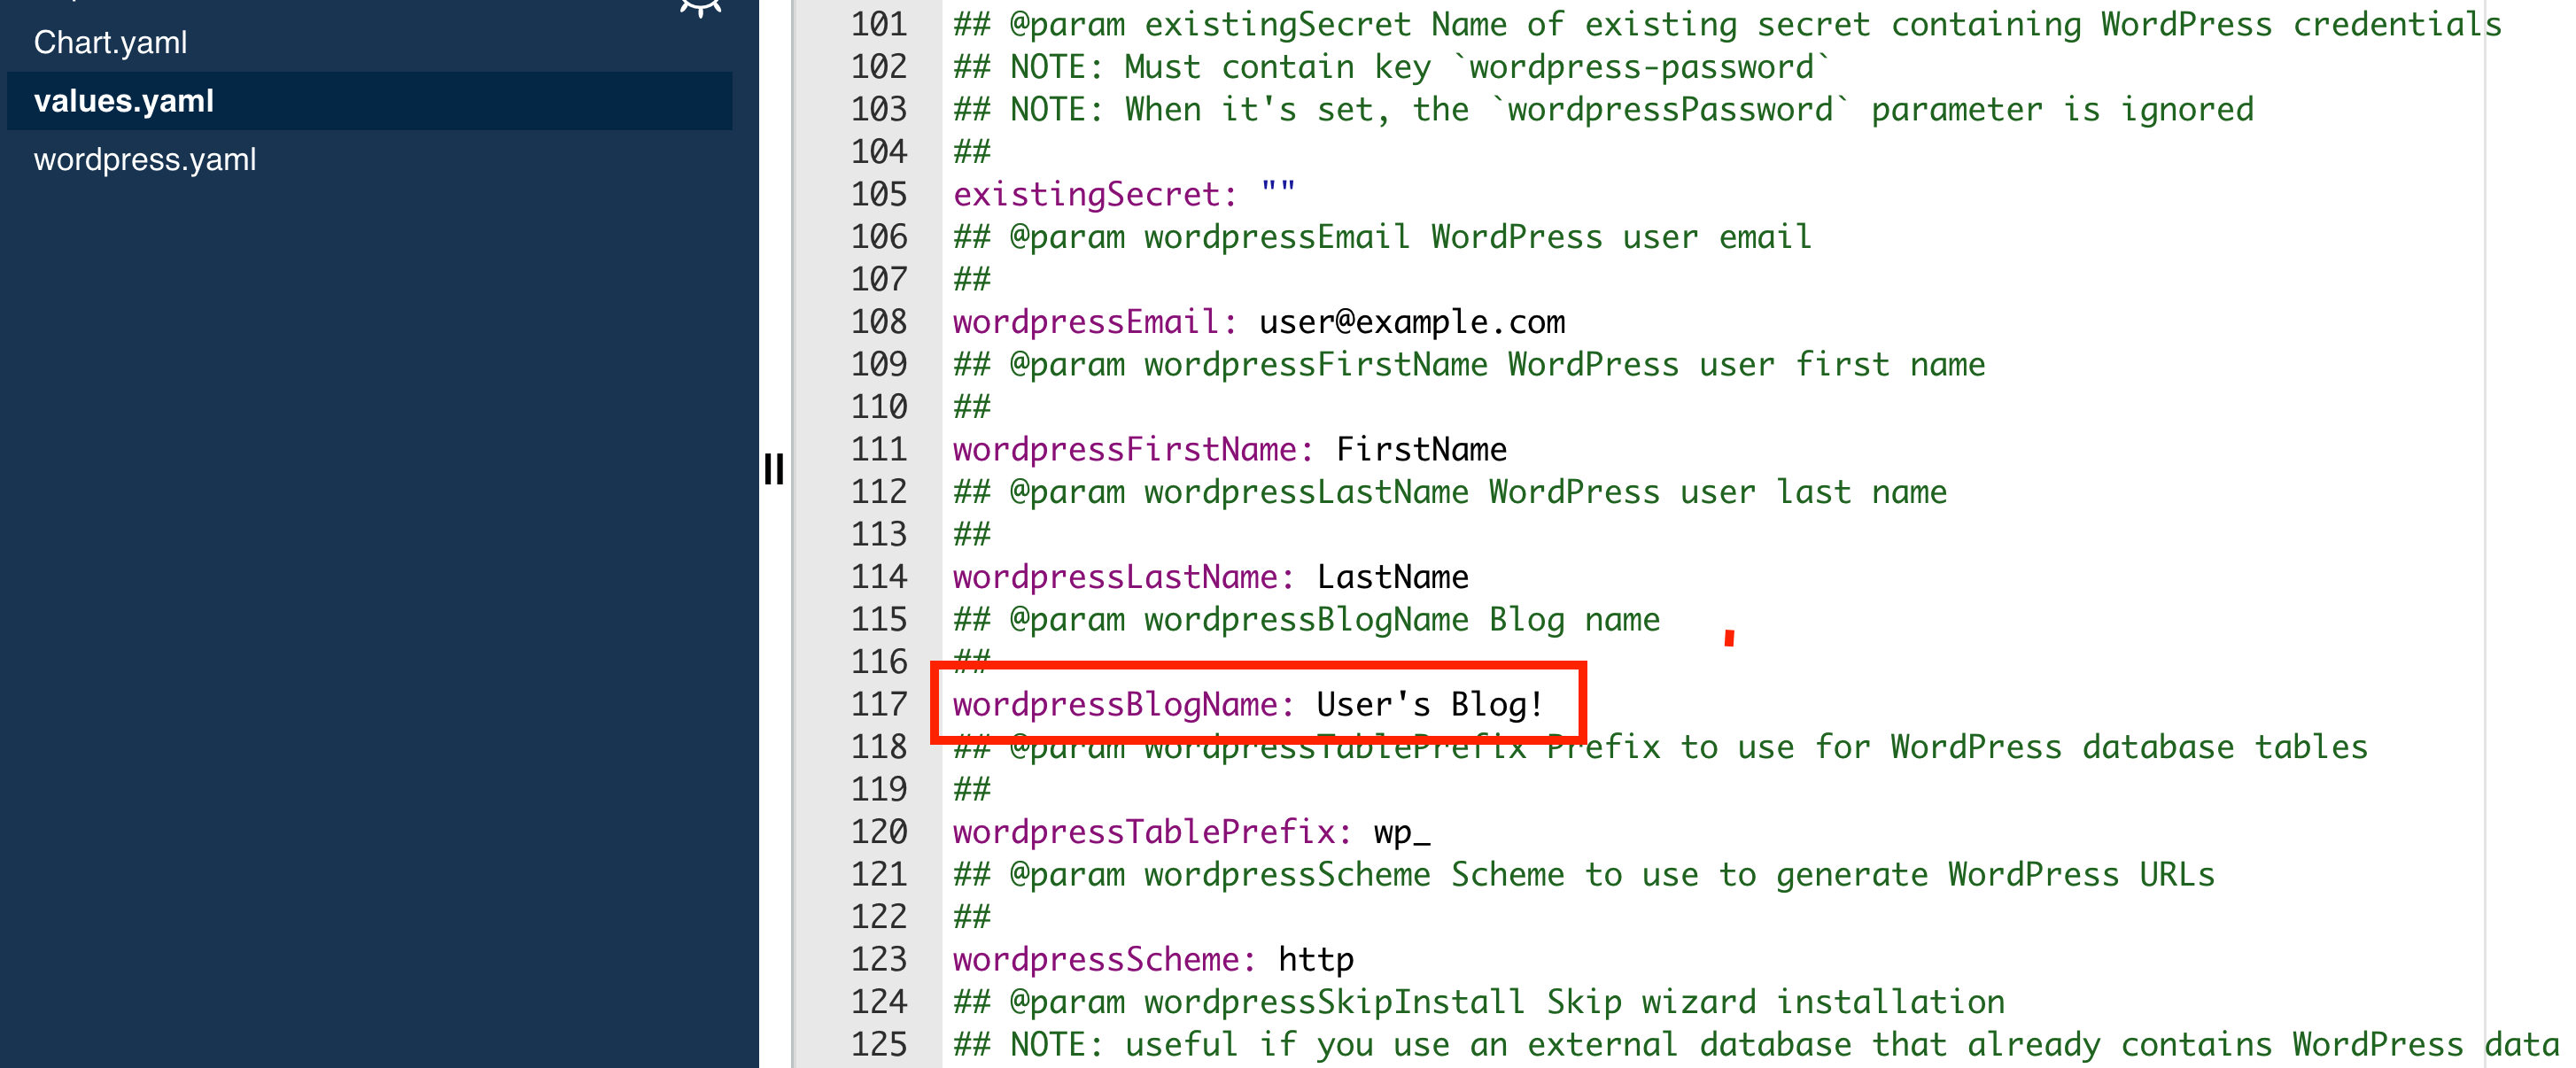 Chart.yaml
values.yaml
wordpress.yaml
101 ## @param existingSecret Name of existing secret containing WordPress credentials
102 ## NOTE: Must contain key `wordpress-password`
103 ## NOTE: When it's set, the `wordpressPassword` parameter is ignored
104 ##
105 existingSecret: ""
106 ## @param wordpressEmail WordPress user email
107 ##
108 wordpressEmail: user@example.com
109 ## @param wordpressFirstName WordPress user first name
110 ##
111 wordpressFirstName: FirstName
112 ## @param wordpressLastName WordPress user last name
113 ##
114 wordpressLastName: LastName
115 ## @param wordpressBlogName Blog name
116 ##
117 wordpressBlogName: User's Blog!
118 ## @param wordpressTablePrefix Prefix to use for WordPress database tables
119 ##
120 wordpressTablePrefix: wp_
121 ## @param wordpressScheme Scheme to use to generate WordPress URLs
122 ##
123 wordpressScheme: http
124 ## @param wordpressSkipInstall Skip wizard installation
125 ## NOTE: useful if you use an external database that already contains WordPress data